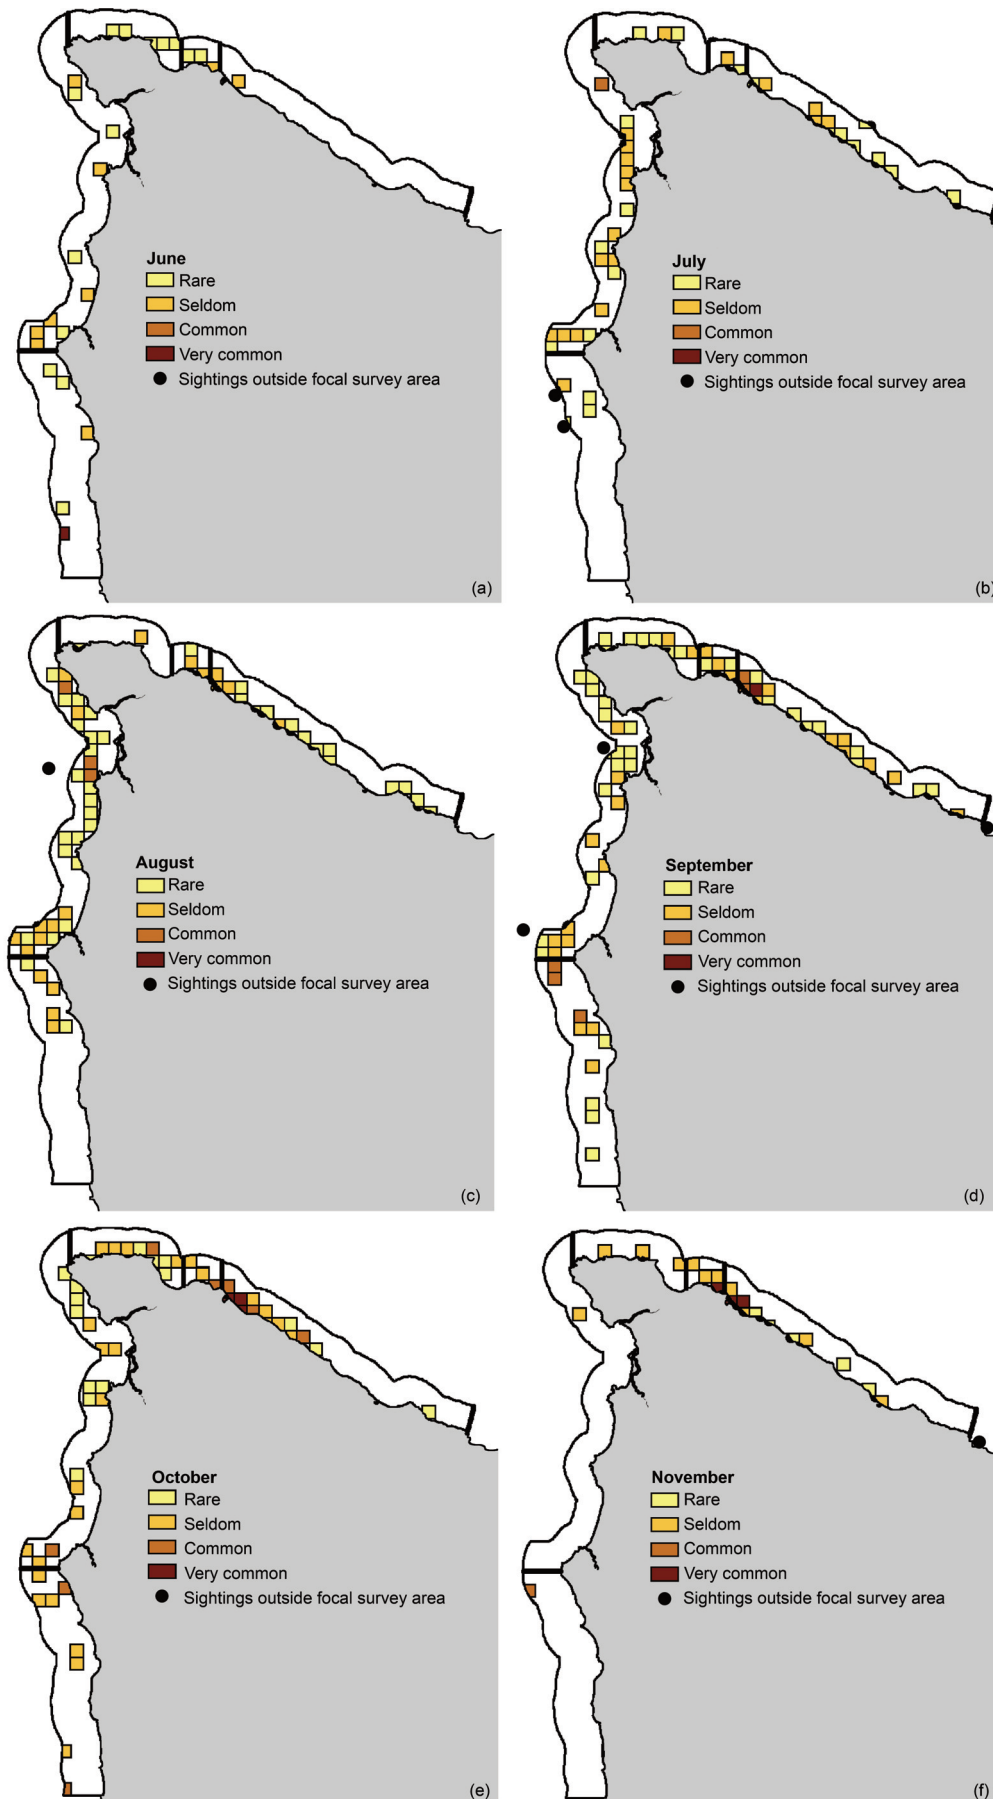 June
Rare
Seldom
Common
Very common
Sightings outside focal survey area
(a)
July
Rare
Seldom
Common
Very common
Sightings outside focal survey area
(b)
August
Rare
Seldom
Common
Very common
Sightings outside focal survey area
(c)
September
Rare
Seldom
Common
Very common
Sightings outside focal survey area
(d)
October
Rare
Seldom
Common
Very common
Sightings outside focal survey area
(e)
November
Rare
Seldom
Common
Very common
Sightings outside focal survey area
(f)